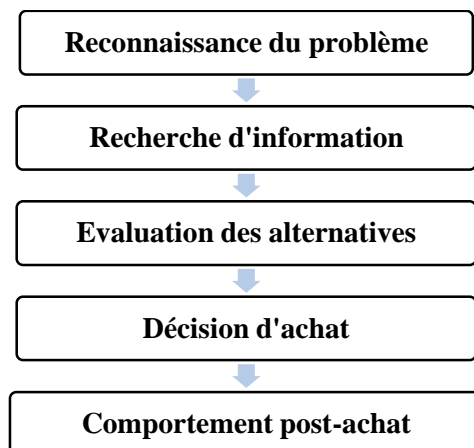 Reconnaissance du problème
Recherche d'information
Evaluation des alternatives
Décision d'achat
Comportement post-achat